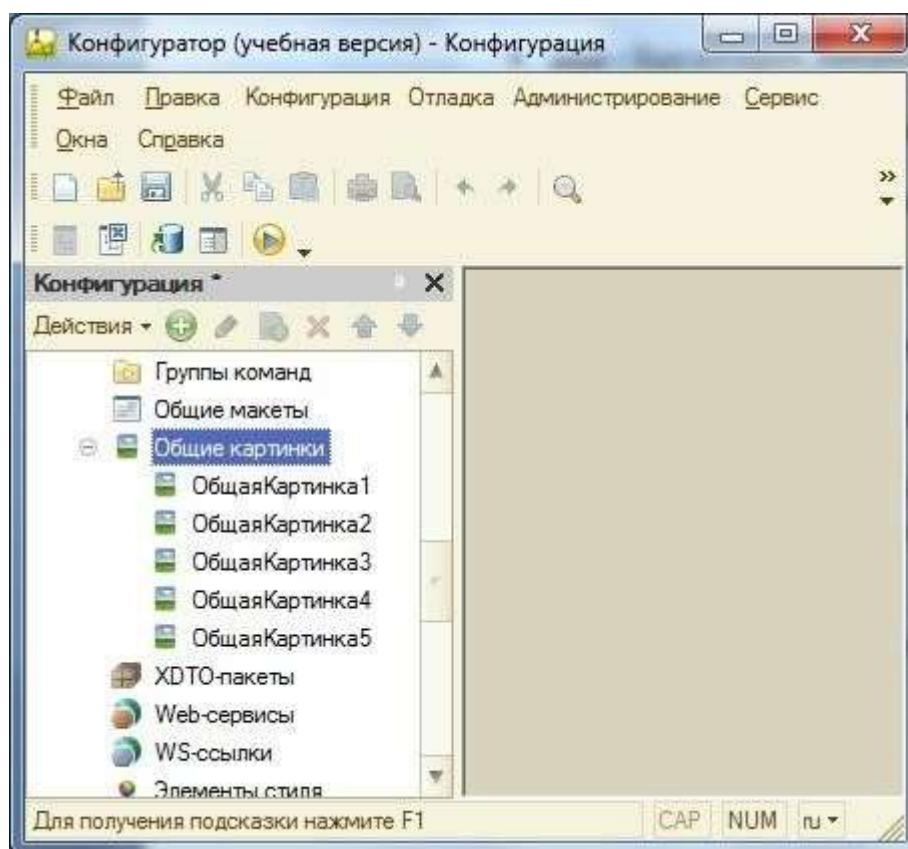 Конфигуратор (учебная версия) - Конфигурация
Файл Правка Конфигурация Отладка Администрирование Сервис
Окна Справка
Конфигурация *
Действия
Группы команд
Общие макеты
Общие картинки
ОбщаяКартинка1
ОбщаяКартинка2
ОбщаяКартинка3
ОбщаяКартинка4
ОбщаяКартинка5
XDTO-пакеты
Web-сервисы
WS-ссылки
Элементы стиля
Для получения подсказки нажмите F1 CAP NUM ru